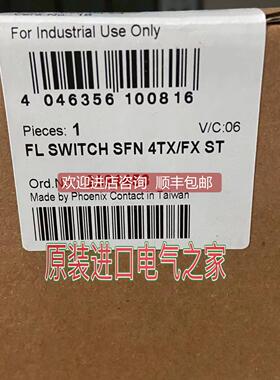 For Industrial Use Only
4 046356 100816
Pieces: 1
V/C:06
FL SWITCH SFN 4TX/FX ST
Ord.N
欢迎进店咨询 顺丰包邮
Made by Phoenix Contact in Taiwan
原装进口电气之家